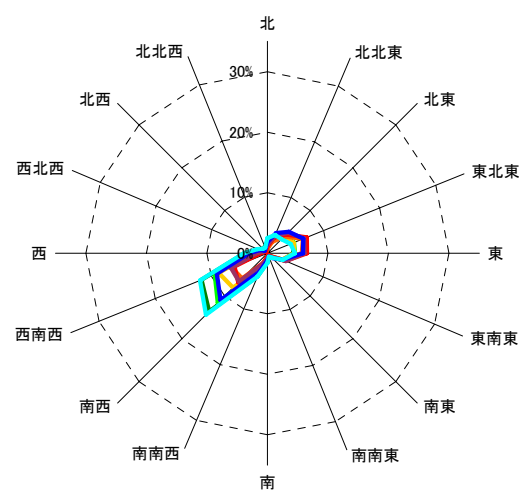 北
北北西
北北東
30%
北西
北東
20%
西北西
東北東
10%
西
0%
東
西南西
東南東
南西
南東
南南西
南南東
南